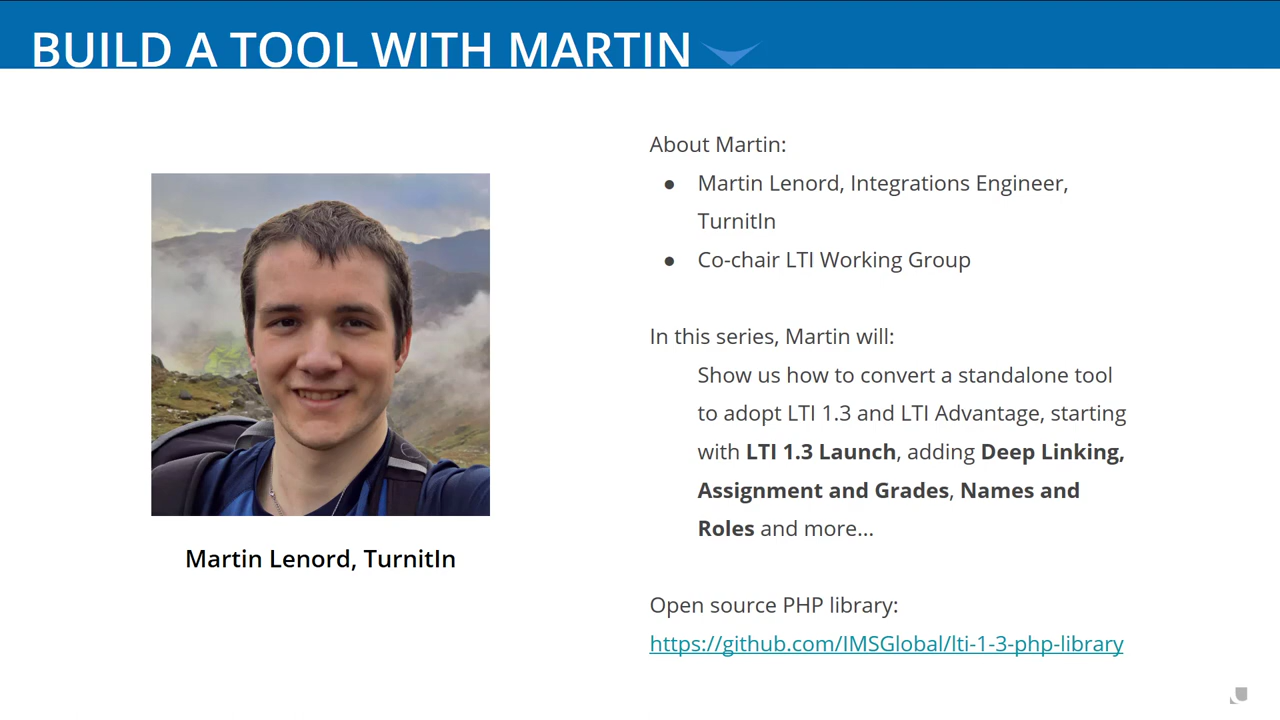 BUILD A TOOL WITH MARTIN
Martin Lenord, TurnitIn
About Martin:
● Martin Lenord, Integrations Engineer,
TurnitIn
● Co-chair LTI Working Group
In this series, Martin will:
Show us how to convert a standalone tool
to adopt LTI 1.3 and LTI Advantage, starting
with LTI 1.3 Launch, adding Deep Linking,
Assignment and Grades, Names and
Roles and more...
Open source PHP library:
https://github.com/IMSGlobal/lti-1-3-php-library